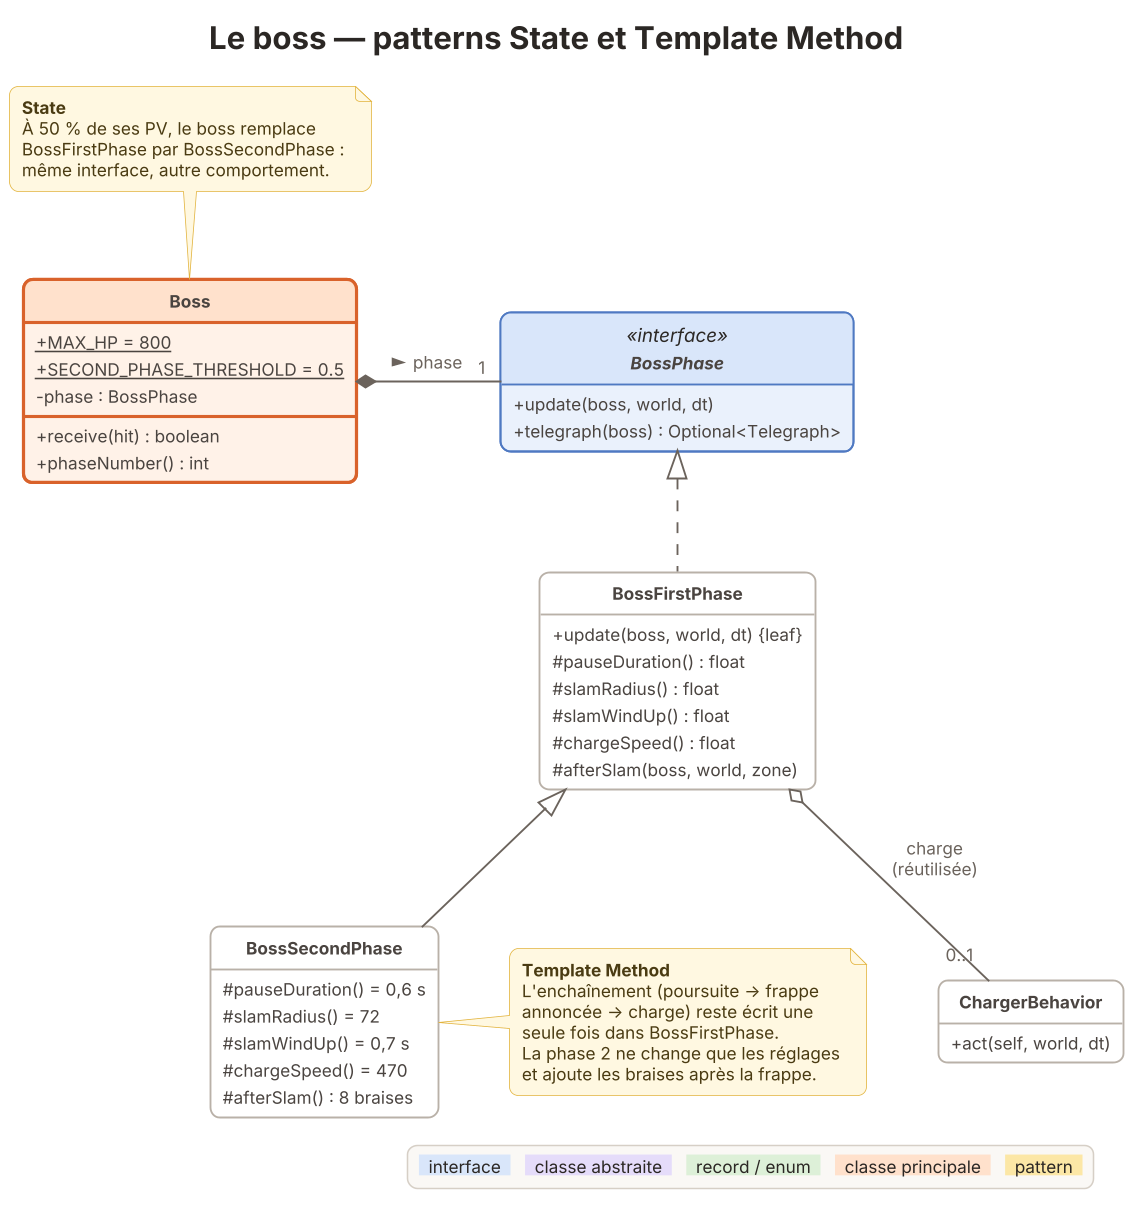 Le boss — patterns State et Template Method
State
À 50 % de ses PV, le boss remplace
BossFirstPhase par BossSecondPhase :
même interface, autre comportement.
Boss
+MAX_HP = 800
+SECOND_PHASE_THRESHOLD = 0.5
-phase : BossPhase
+receive(hit) : boolean
+phaseNumber() : int
► phase
1
«interface»
BossPhase
+update(boss, world, dt)
+telegraph(boss) : Optional<Telegraph>
BossFirstPhase
+update(boss, world, dt) {leaf}
#pauseDuration() : float
#slamRadius() : float
#slamWindUp() : float
#chargeSpeed() : float
#afterSlam(boss, world, zone)
charge
(réutilisée)
0..1
BossSecondPhase
#pauseDuration() = 0,6 s
#slamRadius() = 72
#slamWindUp() = 0,7 s
#chargeSpeed() = 470
#afterSlam() : 8 braises
Template Method
L'enchaînement (poursuite → frappe
annoncée → charge) reste écrit une
seule fois dans BossFirstPhase.
La phase 2 ne change que les réglages
et ajoute les braises après la frappe.
ChargerBehavior
+act(self, world, dt)
interface classe abstraite record / enum classe principale pattern